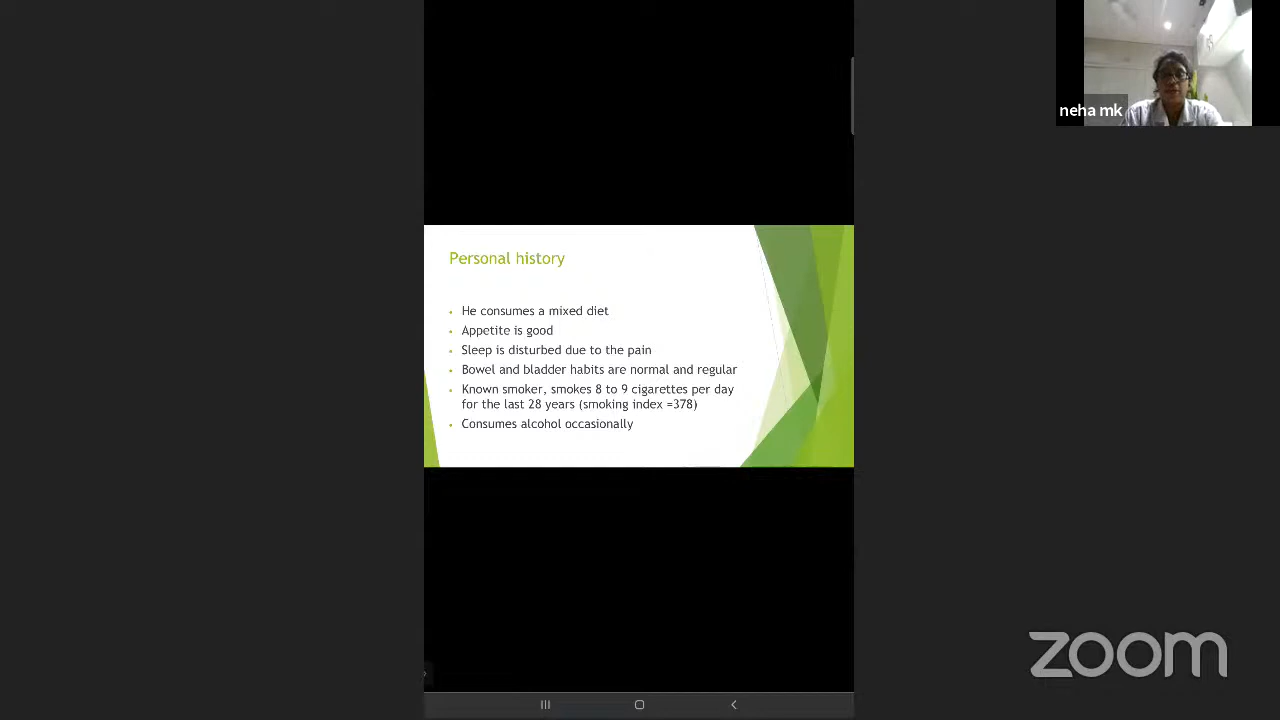 neha mk
Personal history
He consumes a mixed diet
Appetite is good
Sleep is disturbed due to the pain
Bowel and bladder habits are normal and regular
Known smoker, smokes 8 to 9 cigarettes per day
for the last 28 years (smoking index =378)
Consumes alcohol occasionally
zoom